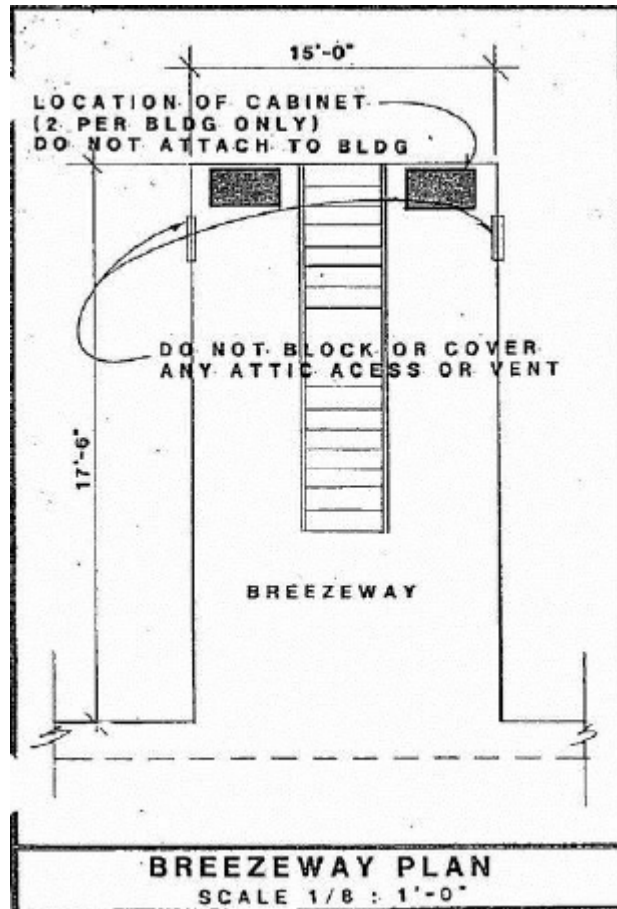 15'-0"
LOCATION OF CABINET
(2 PER BLDG ONLY)
DO NOT ATTACH TO BLDG
DO NOT BLOCK OR COVER
ANY ATTIC ACESS OR VENT
17'-6"
BREEZEWAY
BREEZEWAY PLAN
SCALE 1/8 : 1'-0"